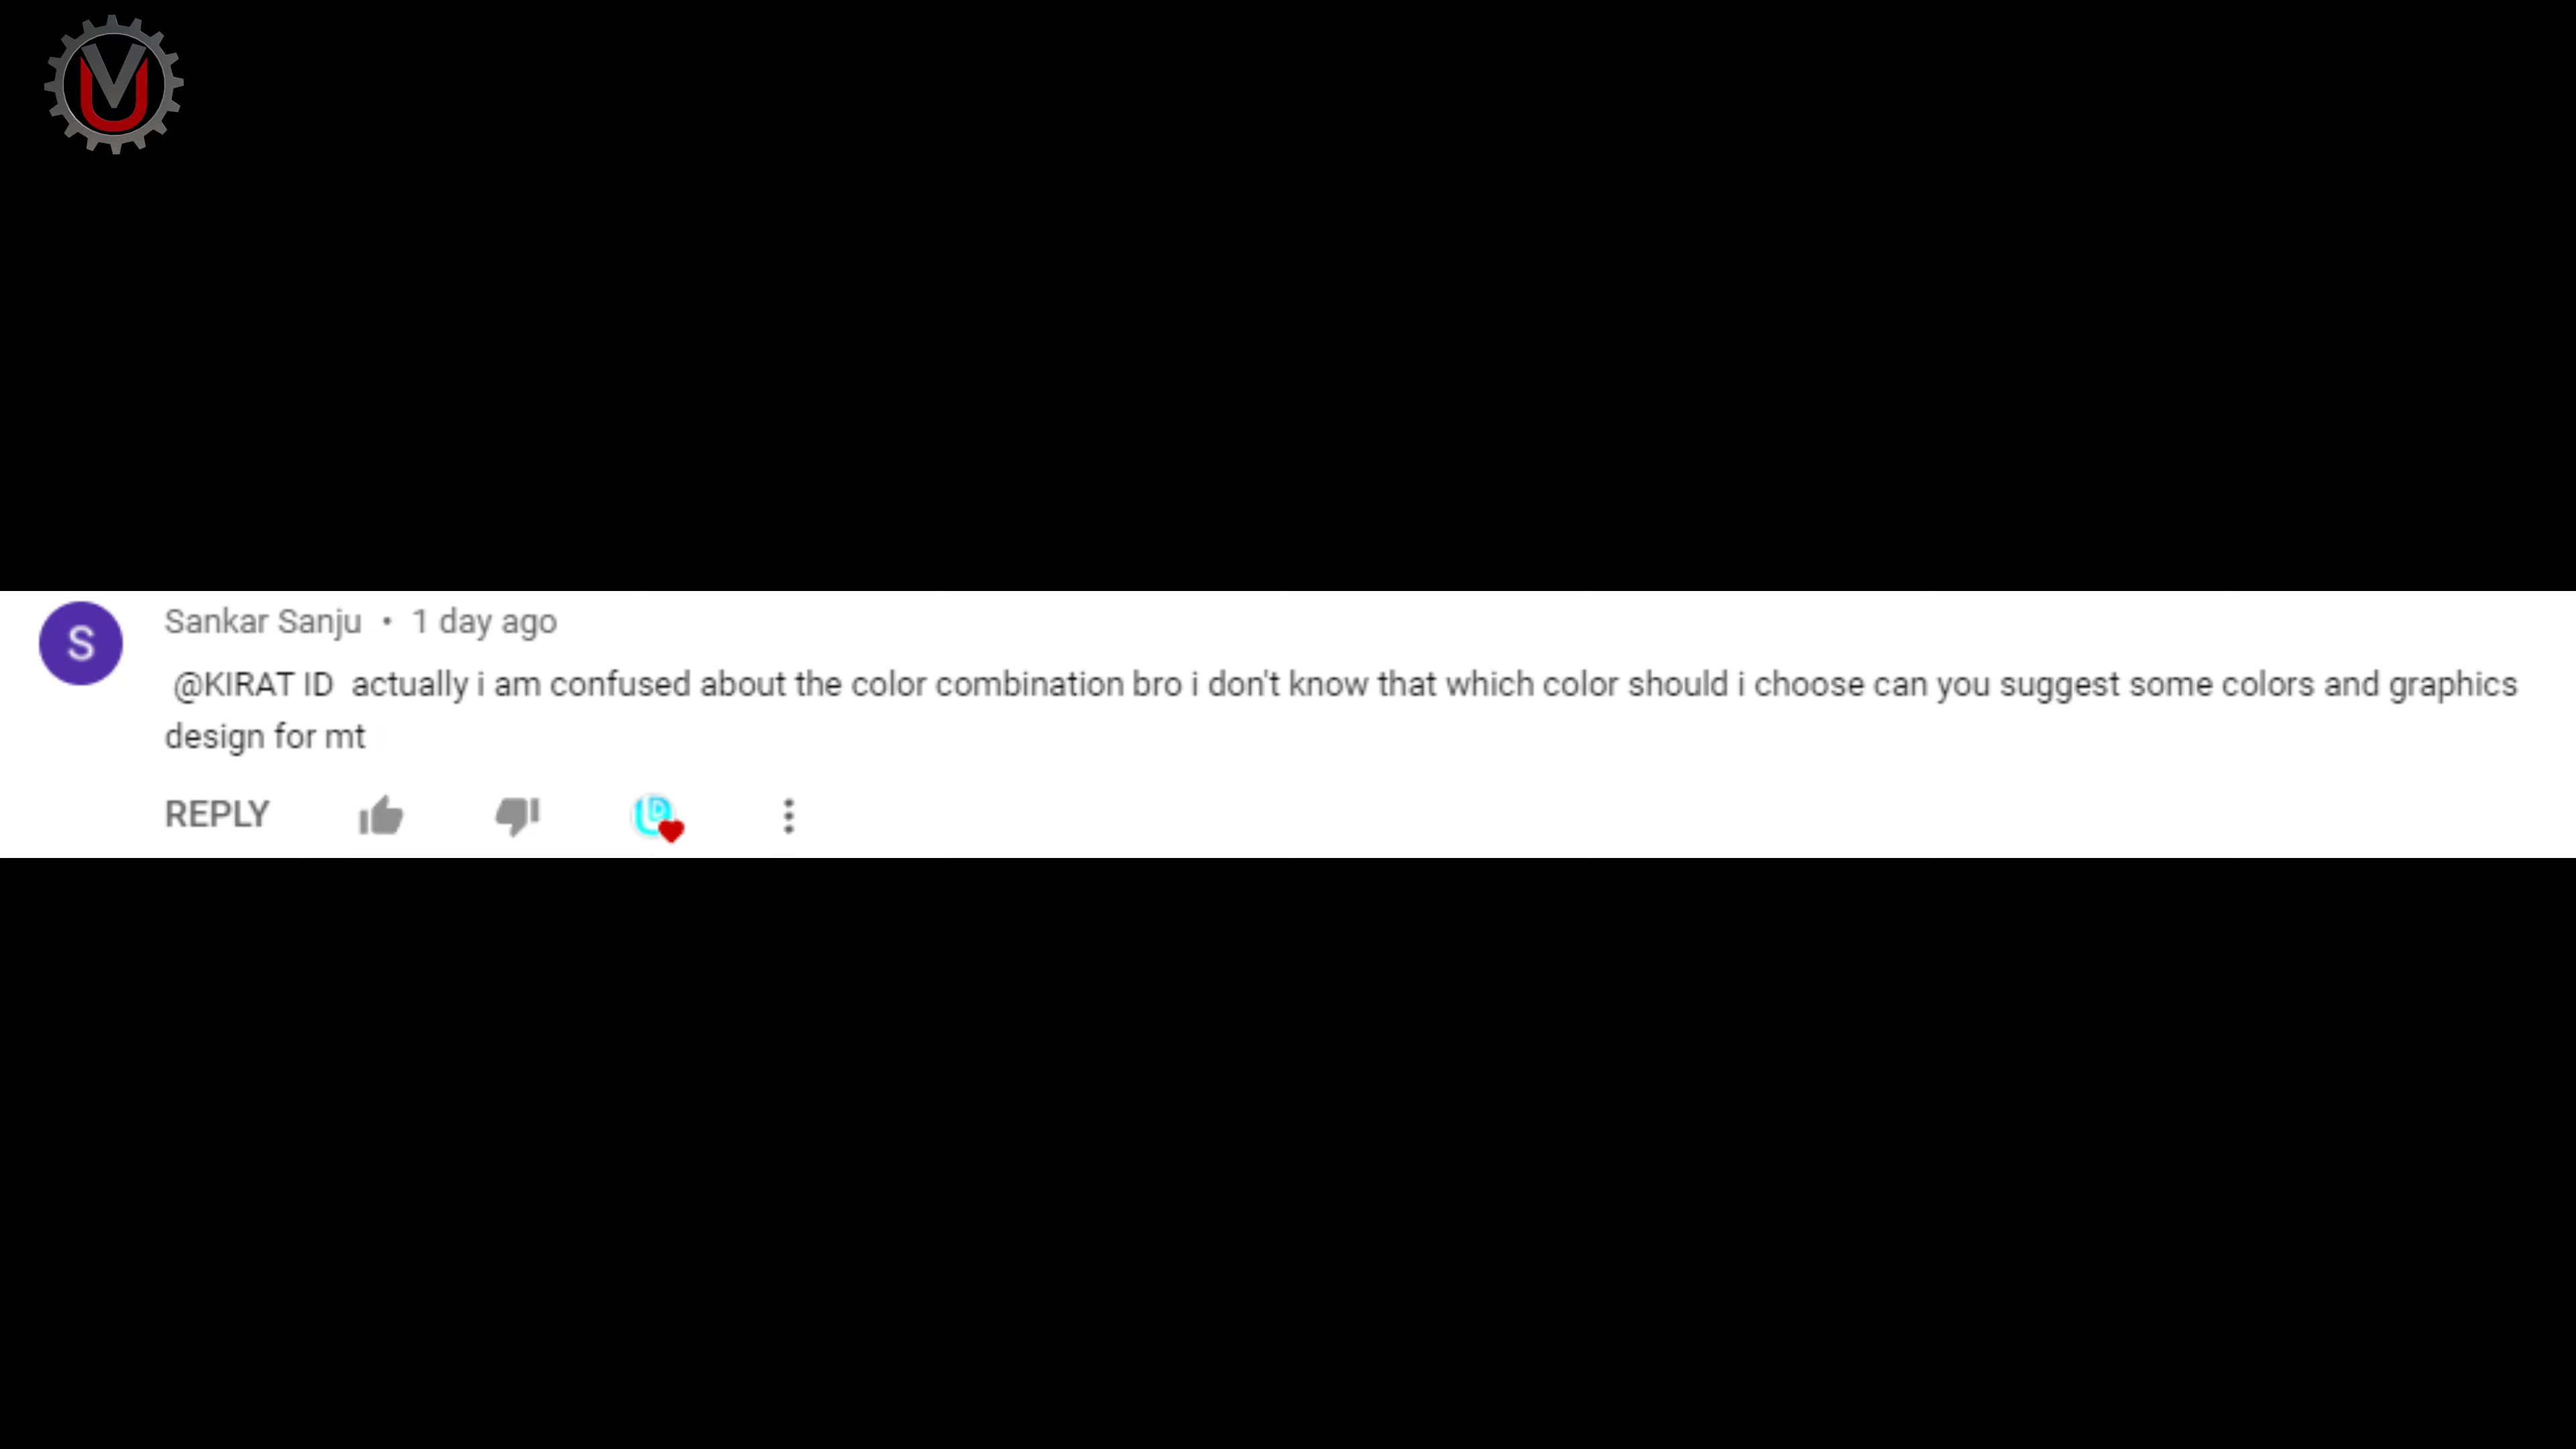 VU
Sankar Sanju • 1 day ago
@KIRAT ID actually i am confused about the color combination bro i don't know that which color should i choose can you suggest some colors and graphics
design for mt
REPLY